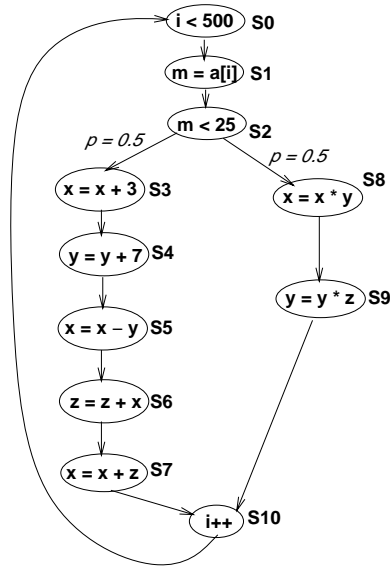 i < 500 S0
m = a[i] S1
m < 25 S2
p = 0.5
p = 0.5
x = x + 3 S3
x = x * y S8
y = y + 7 S4
y = y * z S9
x = x – y S5
z = z + x S6
x = x + z S7
i++ S10